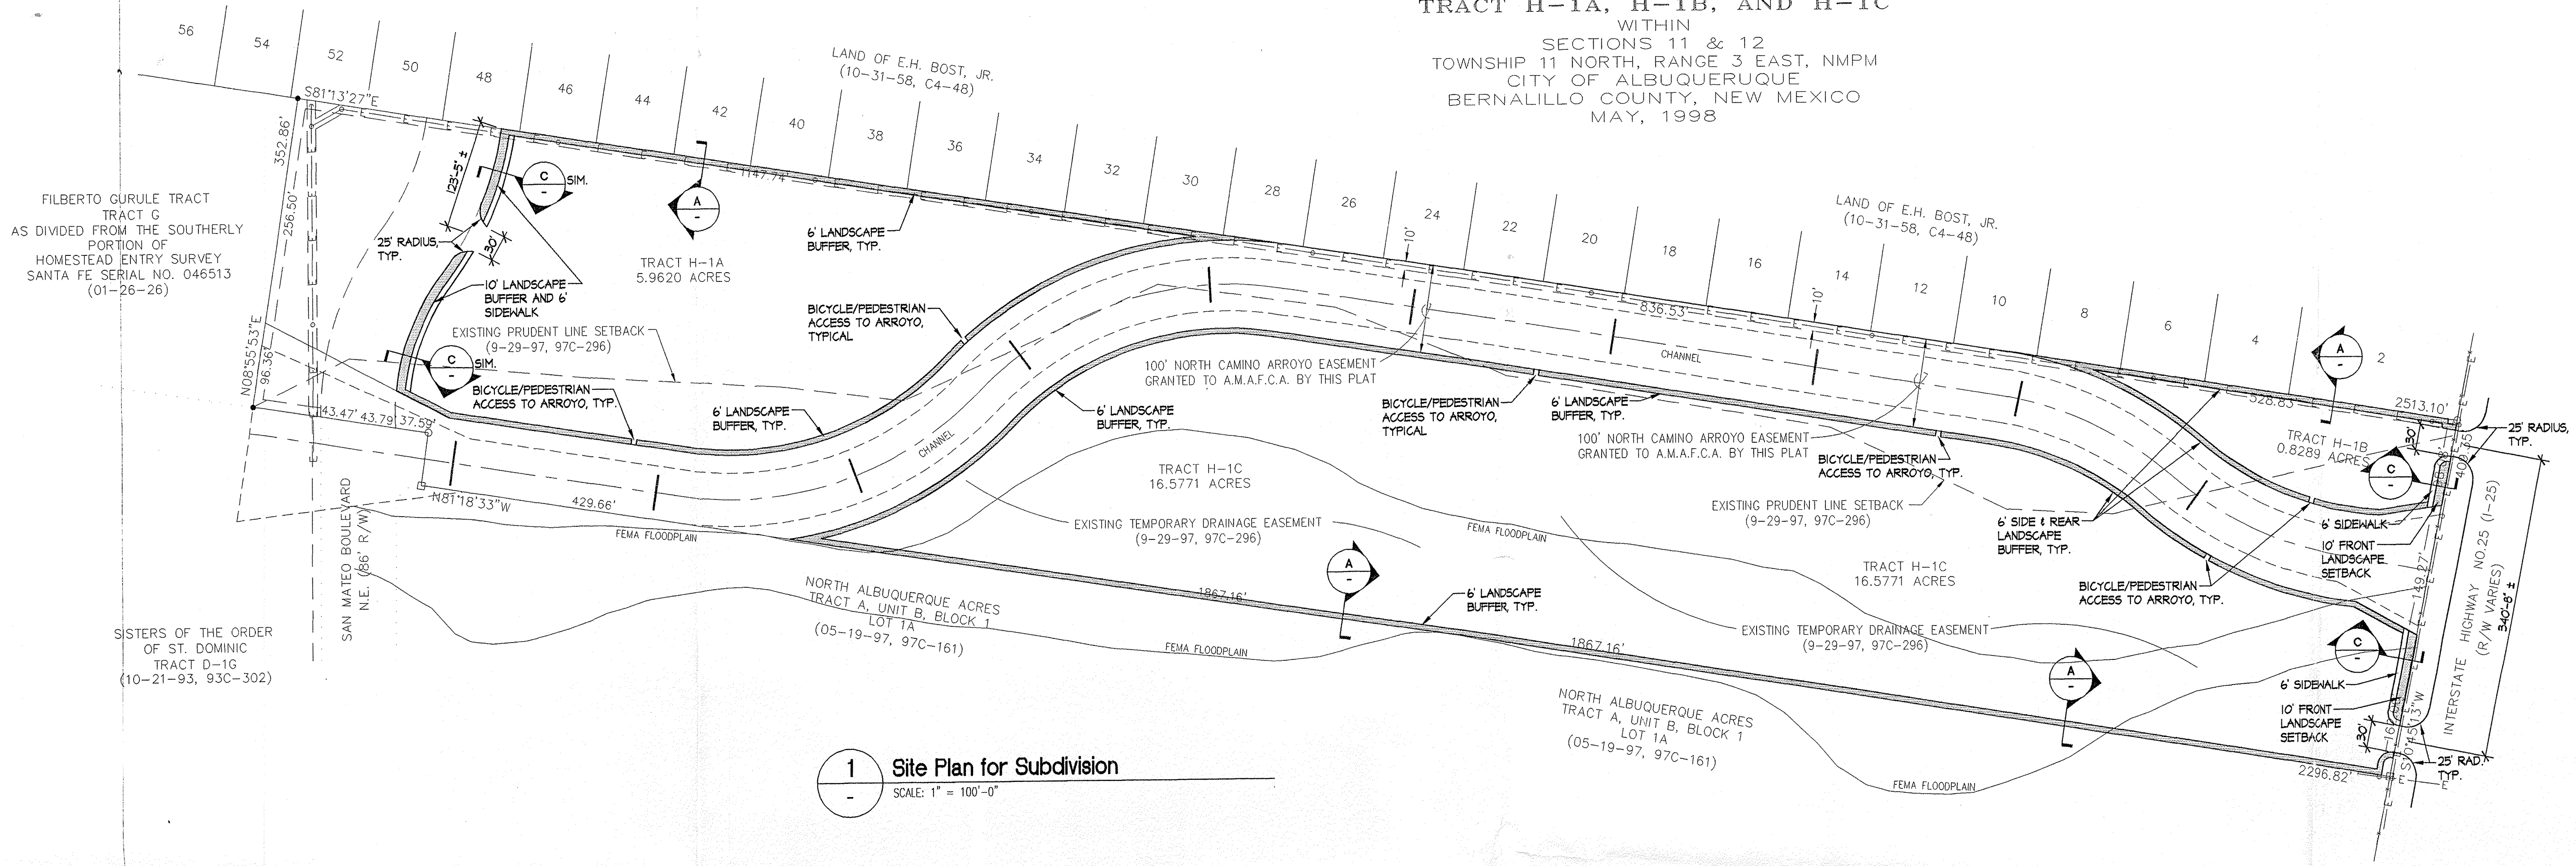 TRACT H-1A, H-1B, AND H-1C
WITHIN
SECTIONS 11 & 12
TOWNSHIP 11 NORTH, RANGE 3 EAST, NMPM
CITY OF ALBUQUERUQUE
BERNALILLO COUNTY, NEW MEXICO
MAY, 1998
56
54
52
50
48
46
44
42
40
38
36
34
32
30
28
26
24
22
20
18
16
14
12
10
8
6
4
2
LAND OF E.H. BOST, JR.
(10-31-58, C4-48)
LAND OF E.H. BOST, JR.
(10-31-58, C4-48)
S81°13'27"E
352.86'
256.50'
N08°55'53"E
96.36'
FILBERTO GURULE TRACT
TRACT G
AS DIVIDED FROM THE SOUTHERLY
PORTION OF
HOMESTEAD ENTRY SURVEY
SANTA FE SERIAL NO. 046513
(01-26-26)
123'-5" ±
C
-
SIM.
25' RADIUS,
TYP.
30'
10' LANDSCAPE
BUFFER AND 6'
SIDEWALK
EXISTING PRUDENT LINE SETBACK
(9-29-97, 97C-296)
C
-
SIM.
A
-
1147.74'
TRACT H-1A
5.9620 ACRES
6' LANDSCAPE
BUFFER, TYP.
BICYCLE/PEDESTRIAN
ACCESS TO ARROYO,
TYPICAL
BICYCLE/PEDESTRIAN
ACCESS TO ARROYO, TYP.
6' LANDSCAPE
BUFFER, TYP.
43.47'
43.79'
37.59'
N81°18'33"W
429.66'
SAN MATEO BOULEVARD
N.E. (86' R/W)
SISTERS OF THE ORDER
OF ST. DOMINIC
TRACT D-1G
(10-21-93, 93C-302)
FEMA FLOODPLAIN
CHANNEL
6' LANDSCAPE
BUFFER, TYP.
10'
100' NORTH CAMINO ARROYO EASEMENT
GRANTED TO A.M.A.F.C.A. BY THIS PLAT
836.53'
CHANNEL
10'
BICYCLE/PEDESTRIAN
ACCESS TO ARROYO,
TYPICAL
6' LANDSCAPE
BUFFER, TYP.
100' NORTH CAMINO ARROYO EASEMENT
GRANTED TO A.M.A.F.C.A. BY THIS PLAT
BICYCLE/PEDESTRIAN
ACCESS TO ARROYO, TYP.
TRACT H-1C
16.5771 ACRES
EXISTING TEMPORARY DRAINAGE EASEMENT
(9-29-97, 97C-296)
FEMA FLOODPLAIN
EXISTING PRUDENT LINE SETBACK
(9-29-97, 97C-296)
6' SIDE & REAR
LANDSCAPE
BUFFER, TYP.
TRACT H-1C
16.5771 ACRES
BICYCLE/PEDESTRIAN
ACCESS TO ARROYO, TYP.
EXISTING TEMPORARY DRAINAGE EASEMENT
(9-29-97, 97C-296)
A
-
528.83'
2513.10'
TRACT H-1B
0.8289 ACRES
30'
25' RADIUS,
TYP.
C
-
6' SIDEWALK
10' FRONT
LANDSCAPE
SETBACK
149.27'
INTERSTATE HIGHWAY NO.25 (I-25)
(R/W VARIES)
340'-8" ±
C
-
6' SIDEWALK
10' FRONT
LANDSCAPE
SETBACK
30'
25' RAD.
TYP.
2296.82'
A
-
1867.16'
6' LANDSCAPE
BUFFER, TYP.
1867.16'
A
-
NORTH ALBUQUERQUE ACRES
TRACT A, UNIT B, BLOCK 1
LOT 1A
(05-19-97, 97C-161)
FEMA FLOODPLAIN
NORTH ALBUQUERQUE ACRES
TRACT A, UNIT B, BLOCK 1
LOT 1A
(05-19-97, 97C-161)
FEMA FLOODPLAIN
1
-
Site Plan for Subdivision
SCALE: 1" = 100'-0"